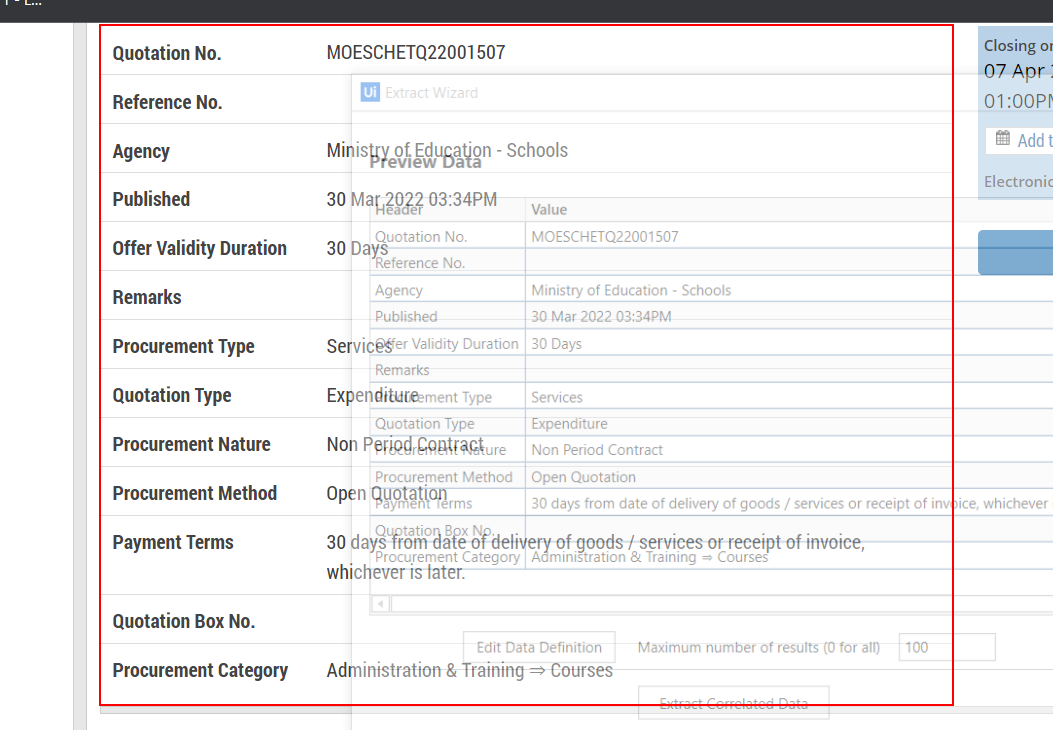 Quotation No. MOESCHETQ22001507
Reference No.
Agency Ministry of Education - Schools
Published 30 Mar 2022 03:34PM
Offer Validity Duration 30 Days
Remarks
Procurement Type Services
Quotation Type Expenditure
Procurement Nature Non Period Contract
Procurement Method Open Quotation
Payment Terms 30 days from date of delivery of goods / services or receipt of invoice,
whichever is later.
Quotation Box No.
Procurement Category Administration & Training ⇒ Courses
Closing
07 Apr
01:00PM
Add
Electronic
Ui Extract Wizard
Preview Data
Header Value
Quotation No. MOESCHETQ22001507
Reference No.
Agency Ministry of Education - Schools
Published 30 Mar 2022 03:34PM
Offer Validity Duration 30 Days
Remarks
Procurement Type Services
Quotation Type Expenditure
Procurement Nature Non Period Contract
Procurement Method Open Quotation
Payment Terms 30 days from date of delivery of goods / services or receipt of invoice, whichever
Quotation Box No.
Procurement Category Administration & Training ⇒ Courses
Edit Data Definition Maximum number of results (0 for all) 100
Extract Correlated Data